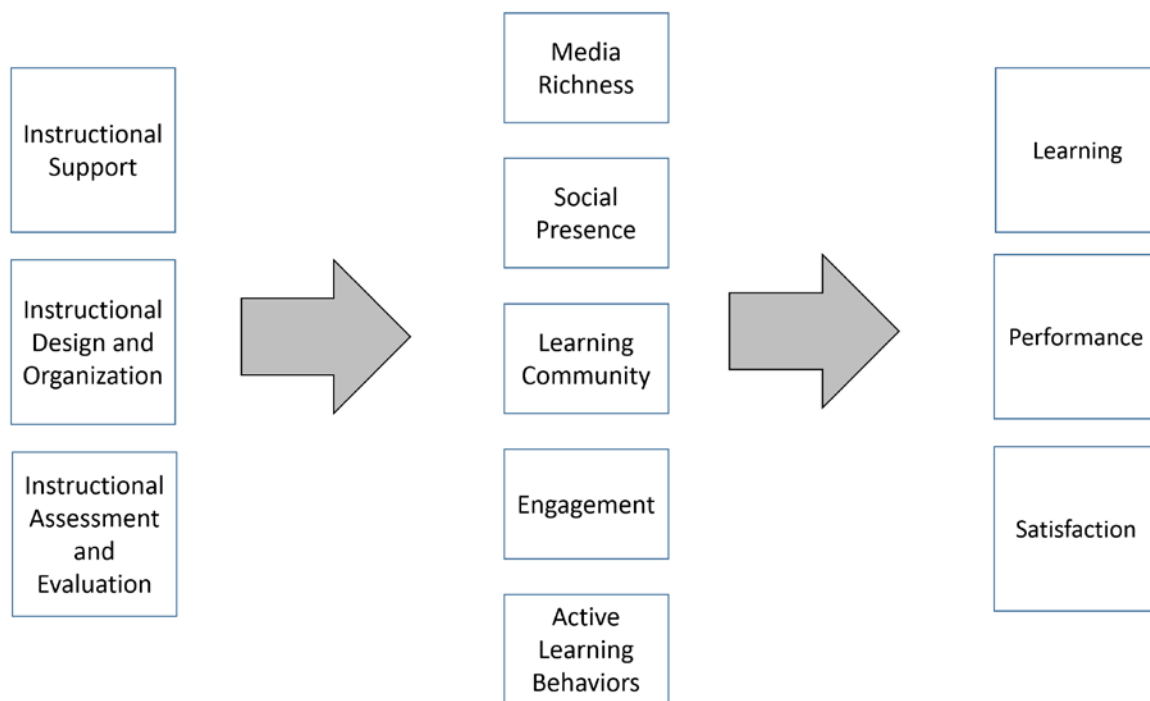 Instructional
Support
Instructional
Design and
Organization
Instructional
Assessment
and
Evaluation
Media
Richness
Social
Presence
Learning
Community
Engagement
Active
Learning
Behaviors
Learning
Performance
Satisfaction